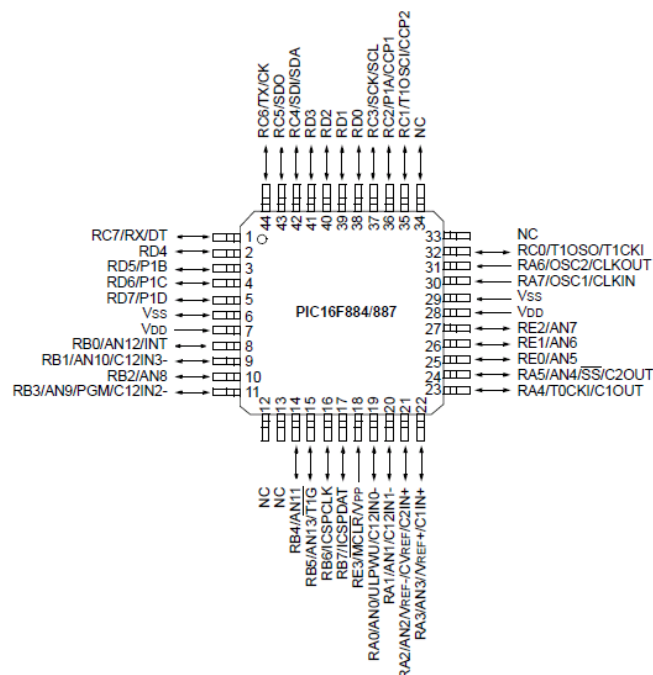 RC6/TX/CK
RC5/SDO
RC4/SDI/SDA
RD3
RD2
RD1
RD0
RC3/SCK/SCL
RC2/P1A/CCP1
RC1/T1OSCI/CCP2
NC
44
43
42
41
40
39
38
37
36
35
34
RC7/RX/DT 1
RD4 2
RD5/P1B 3
RD6/P1C 4
RD7/P1D 5
VSS 6
VDD 7
RB0/AN12/INT 8
RB1/AN10/C12IN3- 9
RB2/AN8 10
RB3/AN9/PGM/C12IN2- 11
PIC16F884/887
33 NC
32 RC0/T1OSO/T1CKI
31 RA6/OSC2/CLKOUT
30 RA7/OSC1/CLKIN
29 VSS
28 VDD
27 RE2/AN7
26 RE1/AN6
25 RE0/AN5
24 RA5/AN4/SS/C2OUT
23 RA4/T0CKI/C1OUT
12
13
14
15
16
17
18
19
20
21
22
NC
NC
RB4/AN11
RB5/AN13/T1G
RB6/ICSPCLK
RB7/ICSPDAT
RE3/MCLR/VPP
RA0/AN0/ULPWU/C12IN0-
RA1/AN1/C12IN1-
RA2/AN2/VREF-/CVREF/C2IN+
RA3/AN3/VREF+/C1IN+